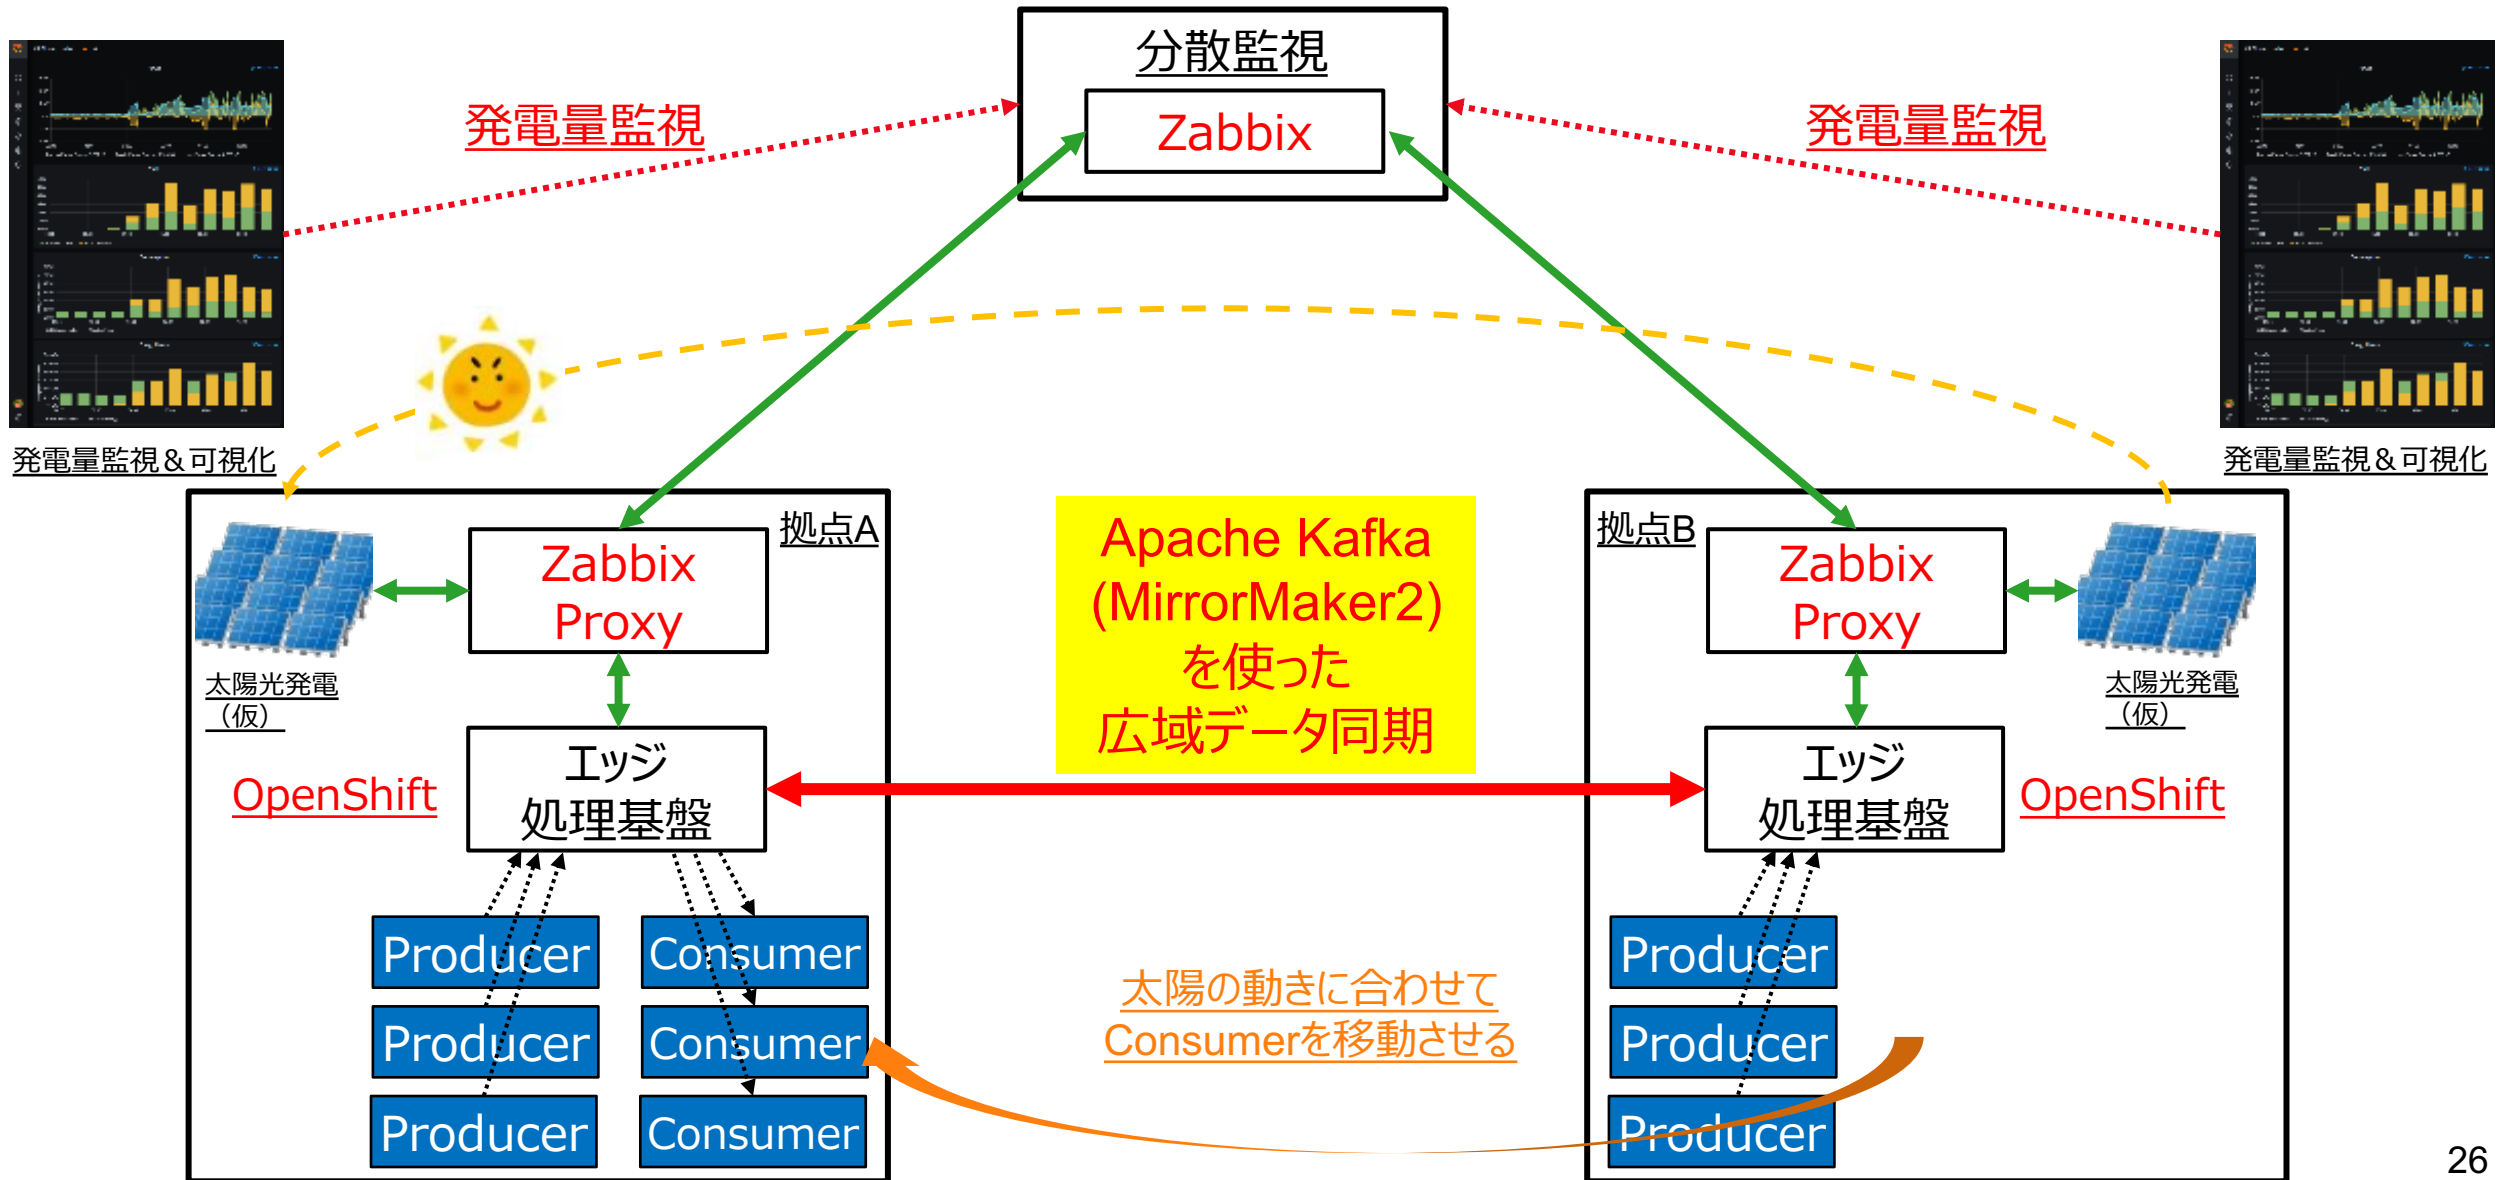 分散監視
Zabbix
発電量監視
発電量監視
発電量監視＆可視化
発電量監視＆可視化
拠点A
Zabbix
Proxy
太陽光発電
（仮）
エッジ
処理基盤
OpenShift
Producer
Consumer
Producer
Consumer
Producer
Consumer
Apache Kafka
(MirrorMaker2)
を使った
広域データ同期
太陽の動きに合わせて
Consumerを移動させる
拠点B
Zabbix
Proxy
太陽光発電
（仮）
エッジ
処理基盤
OpenShift
Producer
Producer
Producer
26